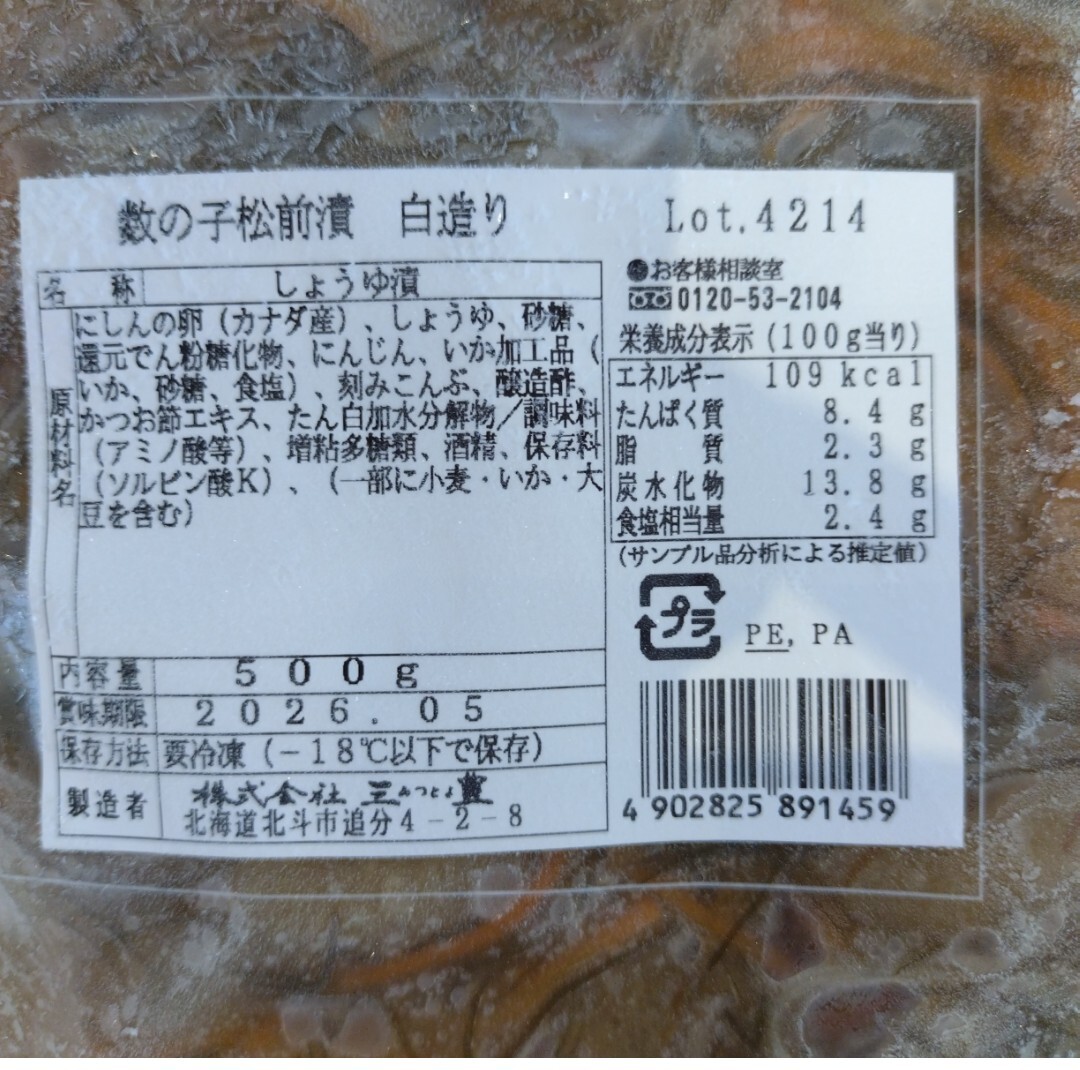 数の子松前漬　白造り
Lot.4214
名　称　しょうゆ漬
原材料名
にしんの卵（カナダ産）、しょうゆ、砂糖、
還元でん粉糖化物、にんじん、いか加工品（
いか、砂糖、食塩）、刻みこんぶ、醸造酢、
かつお節エキス、たん白加水分解物／調味料
（アミノ酸等）、増粘多糖類、酒精、保存料
（ソルビン酸K）、（一部に小麦・いか・大
豆を含む）
内容量　500g
賞味期限　2026.05
保存方法　要冷凍（－18℃以下で保存）
製造者　株式会社 三みつとよ豊
北海道北斗市追分4－2－8
●お客様相談室
0120-53-2104
栄養成分表示（100g当り）
エネルギー　109 kcal
たんぱく質　8.4 g
脂　質　2.3 g
炭水化物　13.8 g
食塩相当量　2.4 g
（サンプル品分析による推定値）
プラ　PE, PA
4 902825 891459